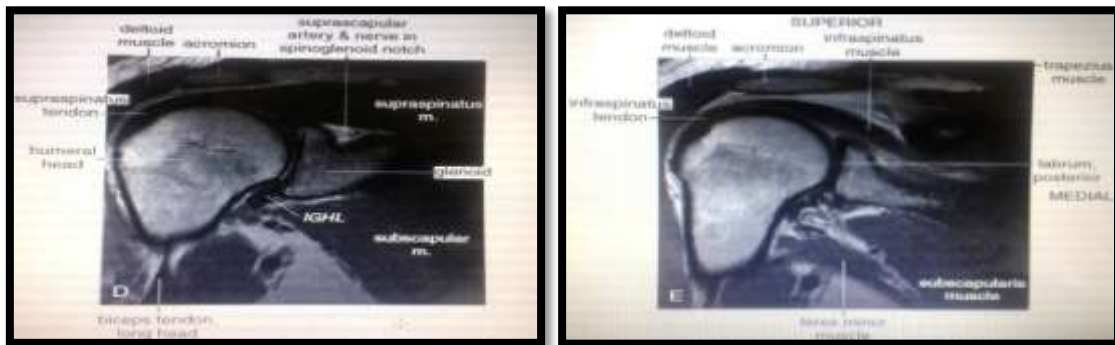 suprascapular
artery & nerve in
spinoglenoid notch
deltoid
muscle
acromion
supraspinatus
tendon
supraspinatus
m.
humeral
head
glenoid
IGHL
subscapular
m.
D
biceps tendon,
long head
SUPERIOR
deltoid
muscle
acromion
infraspinatus
muscle
trapezius
muscle
infraspinatus
tendon
labrum,
posterior
MEDIAL
subscapularis
muscle
E
teres minor
muscle